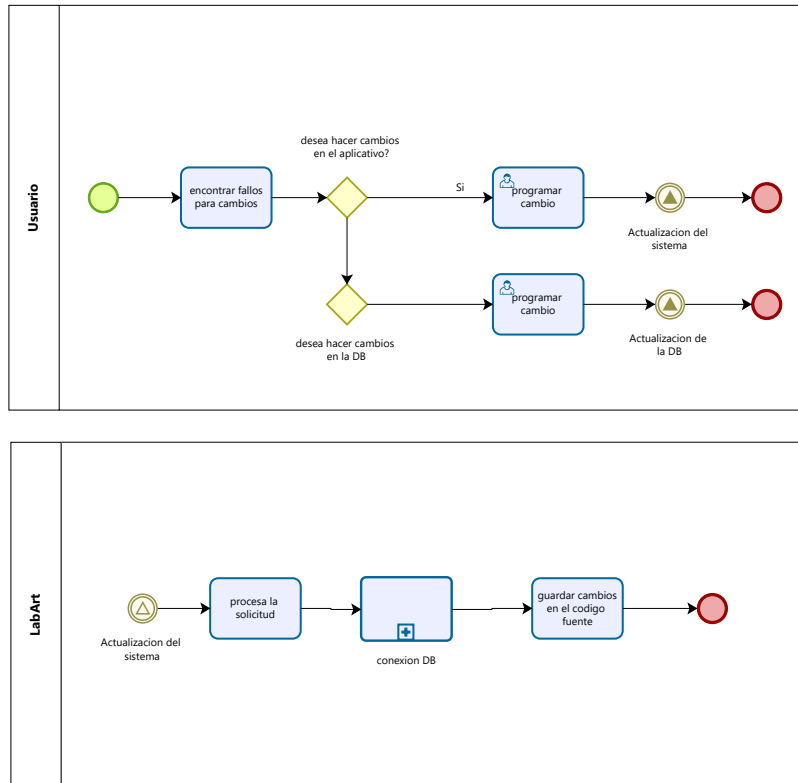 Usuario
desea hacer cambios
en el aplicativo?
encontrar fallos
para cambios
Si
programar
cambio
Actualizacion del
sistema
desea hacer cambios
en la DB
programar
cambio
Actualizacion de
la DB
LabArt
Actualizacion del
sistema
procesa la
solicitud
conexion DB
guardar cambios
en el codigo
fuente